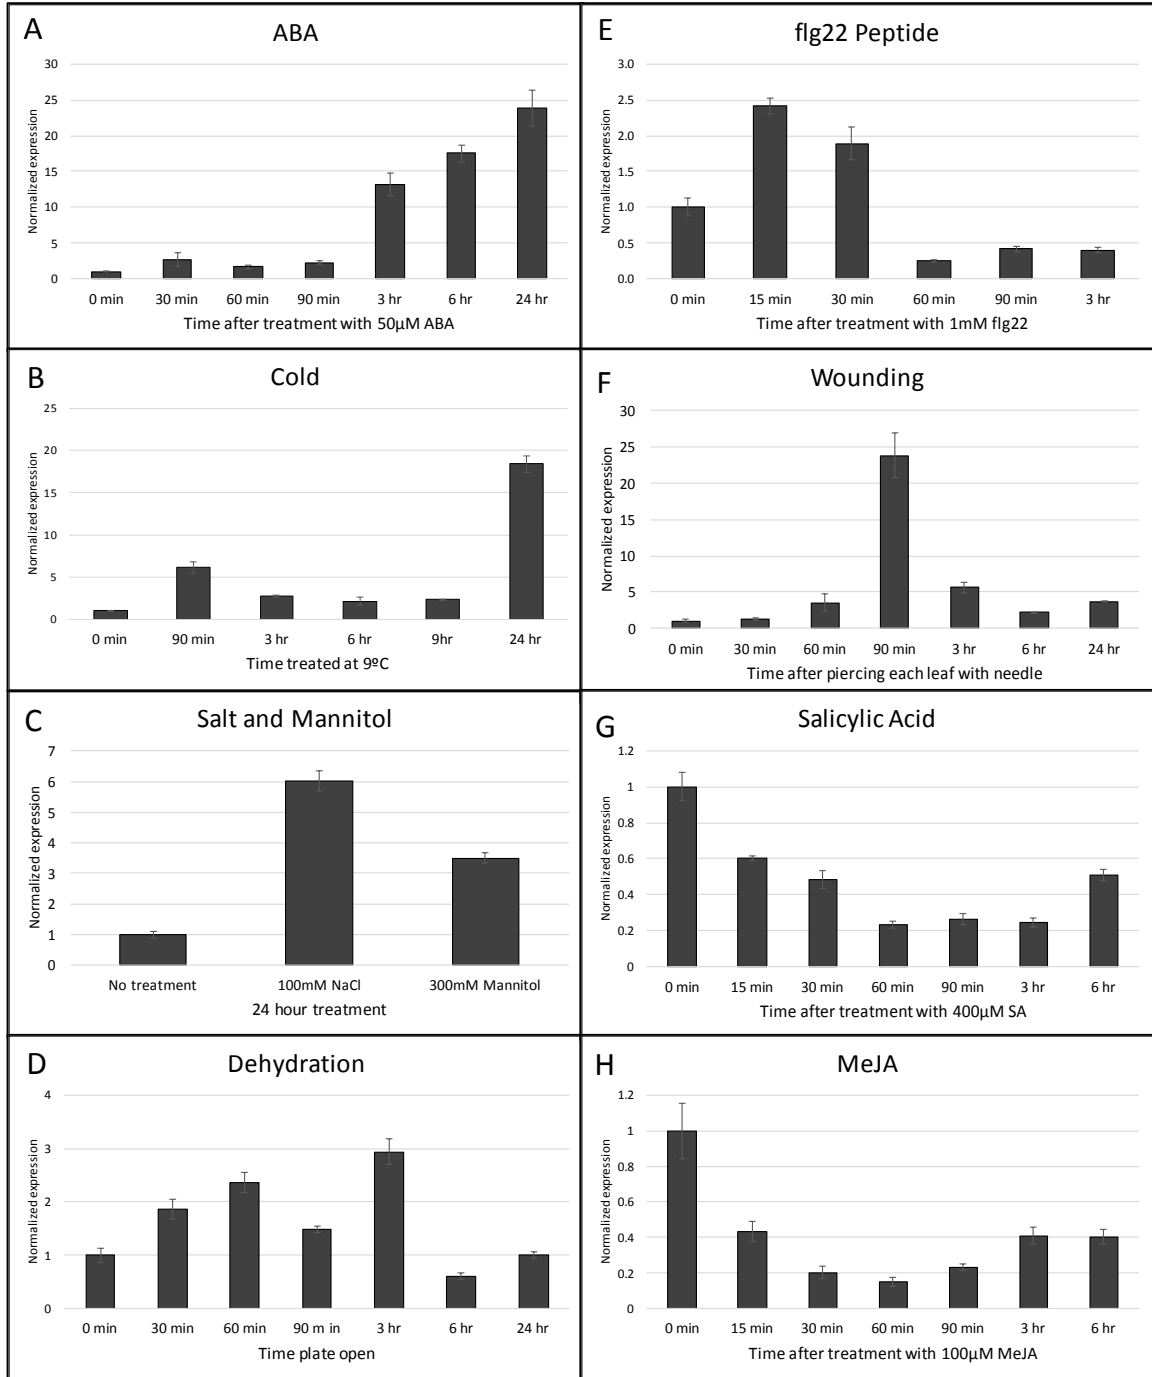 A
ABA
Normalized expression
30
25
20
15
10
5
0
0 min 30 min 60 min 90 min 3 hr 6 hr 24 hr
Time after treatment with 50µM ABA
B
Cold
Normalized expression
25
20
15
10
5
0
0 min 90 min 3 hr 6 hr 9hr 24 hr
Time treated at 9ºC
C
Salt and Mannitol
Normalized expression
7
6
5
4
3
2
1
0
No treatment 100mM NaCl 300mM Mannitol
24 hour treatment
D
Dehydration
Normalized expression
4
3
2
1
0
0 min 30 min 60 min 90 m in 3 hr 6 hr 24 hr
Time plate open
E
flg22 Peptide
Normalized expression
3.0
2.5
2.0
1.5
1.0
0.5
0.0
0 min 15 min 30 min 60 min 90 min 3 hr
Time after treatment with 1mM flg22
F
Wounding
Normalized expression
30
25
20
15
10
5
0
0 min 30 min 60 min 90 min 3 hr 6 hr 24 hr
Time after piercing each leaf with needle
G
Salicylic Acid
Normalized expression
1.2
1
0.8
0.6
0.4
0.2
0
0 min 15 min 30 min 60 min 90 min 3 hr 6 hr
Time after treatment with 400µM SA
H
MeJA
Normalized expression
1.2
1
0.8
0.6
0.4
0.2
0
0 min 15 min 30 min 60 min 90 min 3 hr 6 hr
Time after treatment with 100µM MeJA